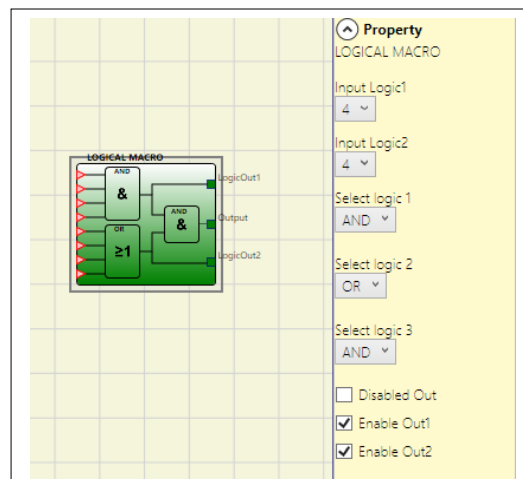 LOGICAL MACRO
AND
&
LogicOut1
AND
&
Output
OR
≥1
LogicOut2
Property
LOGICAL MACRO
Input Logic1
4
Input Logic2
4
Select logic 1
AND
Select logic 2
OR
Select logic 3
AND
Disabled Out
Enable Out1
Enable Out2